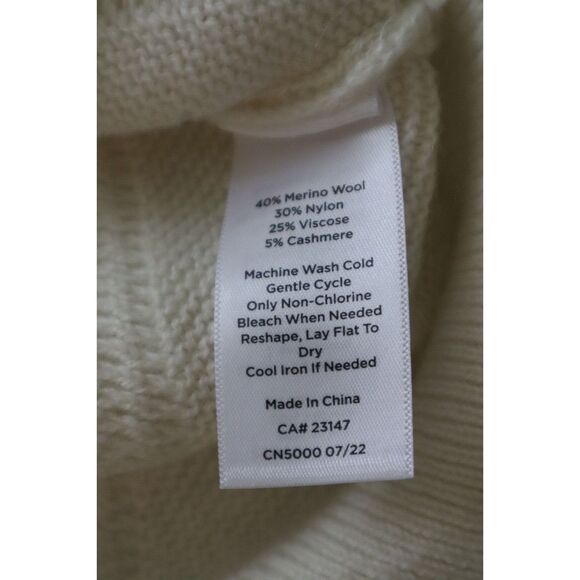 40% Merino Wool
30% Nylon
25% Viscose
5% Cashmere
Machine Wash Cold
Gentle Cycle
Only Non-Chlorine
Bleach When Needed
Reshape, Lay Flat To
Dry
Cool Iron If Needed
Made In China
CA# 23147
CN5000 07/22